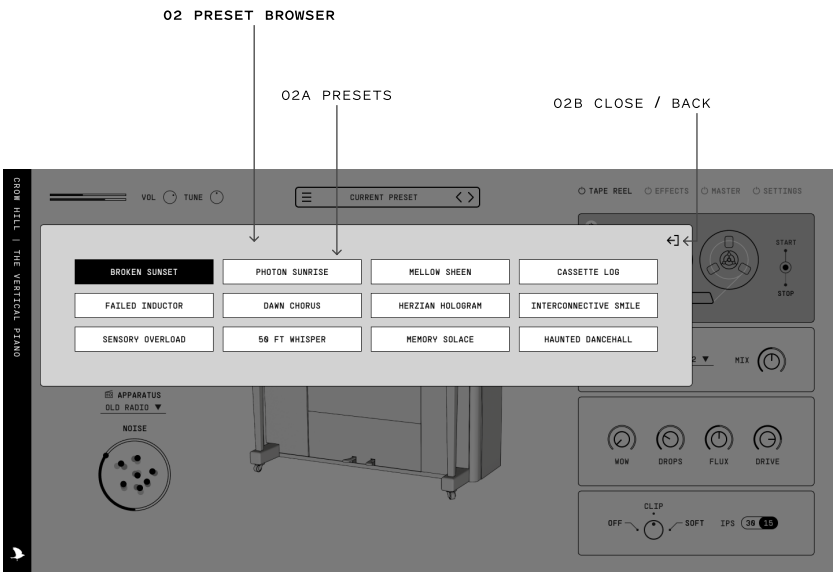 02 PRESET BROWSER
02A PRESETS
02B CLOSE / BACK
CROW HILL | THE VERTICAL PIANO
VOL
TUNE
CURRENT PRESET
TAPE REEL
EFFECTS
MASTER
SETTINGS
START
STOP
BROKEN SUNSET
PHOTON SUNRISE
MELLOW SHEEN
CASSETTE LOG
FAILED INDUCTOR
DAWN CHORUS
HERZIAN HOLOGRAM
INTERCONNECTIVE SMILE
SENSORY OVERLOAD
50 FT WHISPER
MEMORY SOLACE
HAUNTED DANCEHALL
2 ▼
MIX
APPARATUS
OLD RADIO ▼
NOISE
WOW
DROPS
FLUX
DRIVE
CLIP
OFF
SOFT
IPS
30
15